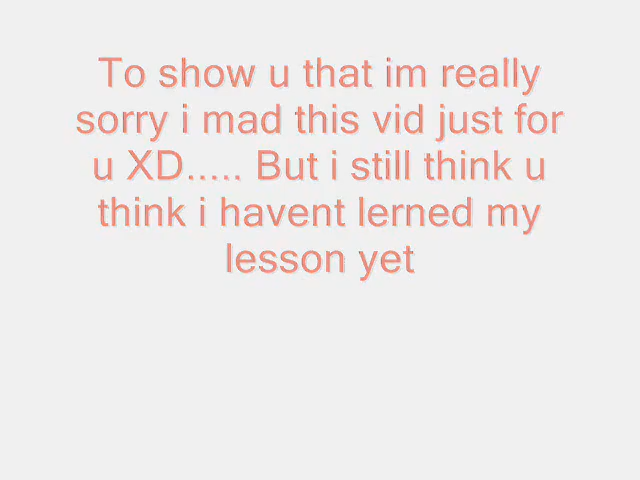 To show u that im really
sorry i mad this vid just for
u XD..... But i still think u
think i havent lerned my
lesson yet